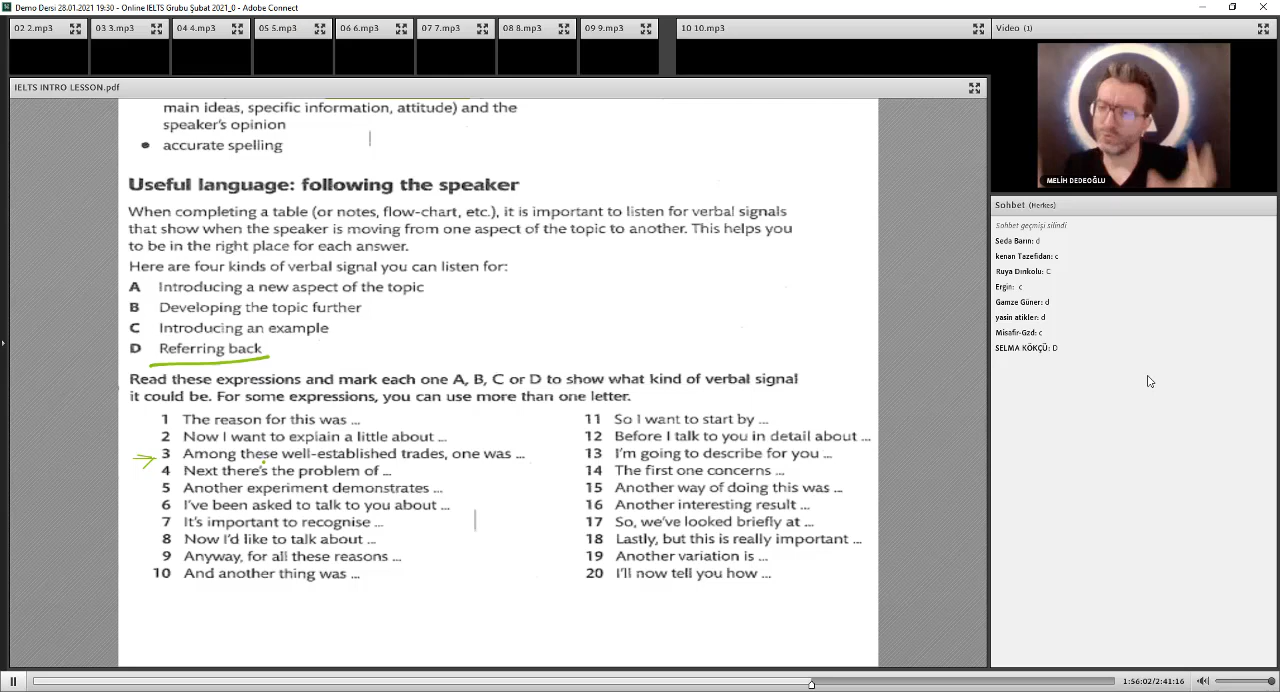 Demo Dersi 28.01.2021 19:30 - Online IELTS Grubu Şubat 2021_0 - Adobe Connect
02 2.mp3
03 3.mp3
04 4.mp3
05 5.mp3
06 6.mp3
07 7.mp3
08 8.mp3
09 9.mp3
10 10.mp3
Video (1)
IELTS INTRO LESSON.pdf
main ideas, specific information, attitude) and the
speaker's opinion
● accurate spelling
Useful language: following the speaker
When completing a table (or notes, flow-chart, etc.), it is important to listen for verbal signals
that show when the speaker is moving from one aspect of the topic to another. This helps you
to be in the right place for each answer.
Here are four kinds of verbal signal you can listen for:
A Introducing a new aspect of the topic
B Developing the topic further
C Introducing an example
D Referring back
Read these expressions and mark each one A, B, C or D to show what kind of verbal signal
it could be. For some expressions, you can use more than one letter.
1 The reason for this was ...
2 Now I want to explain a little about ...
3 Among these well-established trades, one was ...
4 Next there's the problem of ...
5 Another experiment demonstrates ...
6 I've been asked to talk to you about ...
7 It's important to recognise ...
8 Now I'd like to talk about ...
9 Anyway, for all these reasons ...
10 And another thing was ...
11 So I want to start by ...
12 Before I talk to you in detail about ...
13 I'm going to describe for you ...
14 The first one concerns ...
15 Another way of doing this was ...
16 Another interesting result ...
17 So, we've looked briefly at ...
18 Lastly, but this is really important ...
19 Another variation is ...
20 I'll now tell you how ...
MELİH DEDEOĞLU
Sohbet (Herkes)
Sohbet geçmişi silindi
Seda Barın: d
kenan Tazefidan: c
Ruya Dınkolu: C
Ergin: c
Gamze Güner: d
yasin atikler: d
Misafir-Gzd: c
SELMA KÖKÇÜ: D
1:56:02/2:41:16